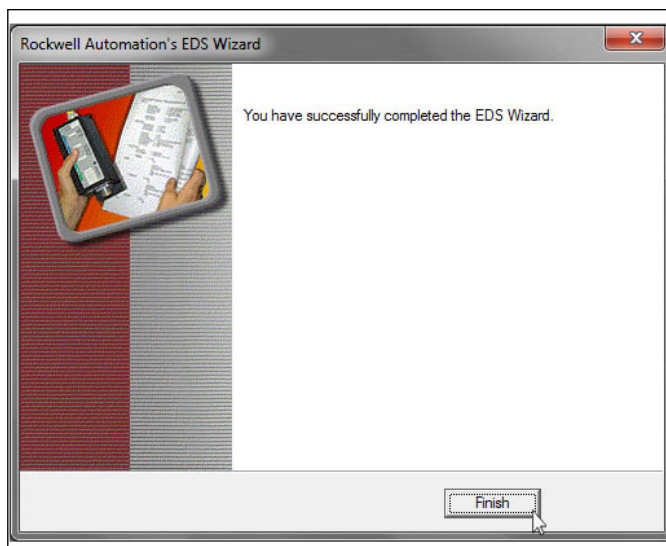 Rockwell Automation's EDS Wizard
You have successfully completed the EDS Wizard.
Finish